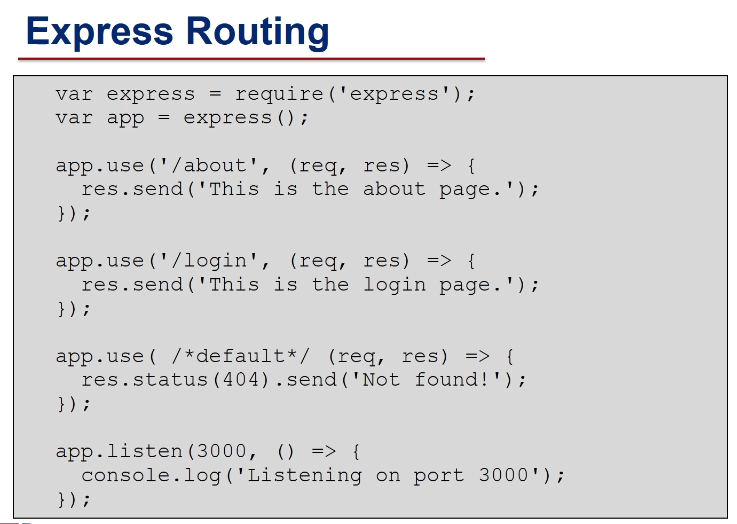 Express Routing
var express = require('express');
var app = express();
app.use('/about', (req, res) => {
  res.send('This is the about page.');
});
app.use('/login', (req, res) => {
  res.send('This is the login page.');
});
app.use( /*default*/ (req, res) => {
  res.status(404).send('Not found!');
});
app.listen(3000, () => {
  console.log('Listening on port 3000');
});